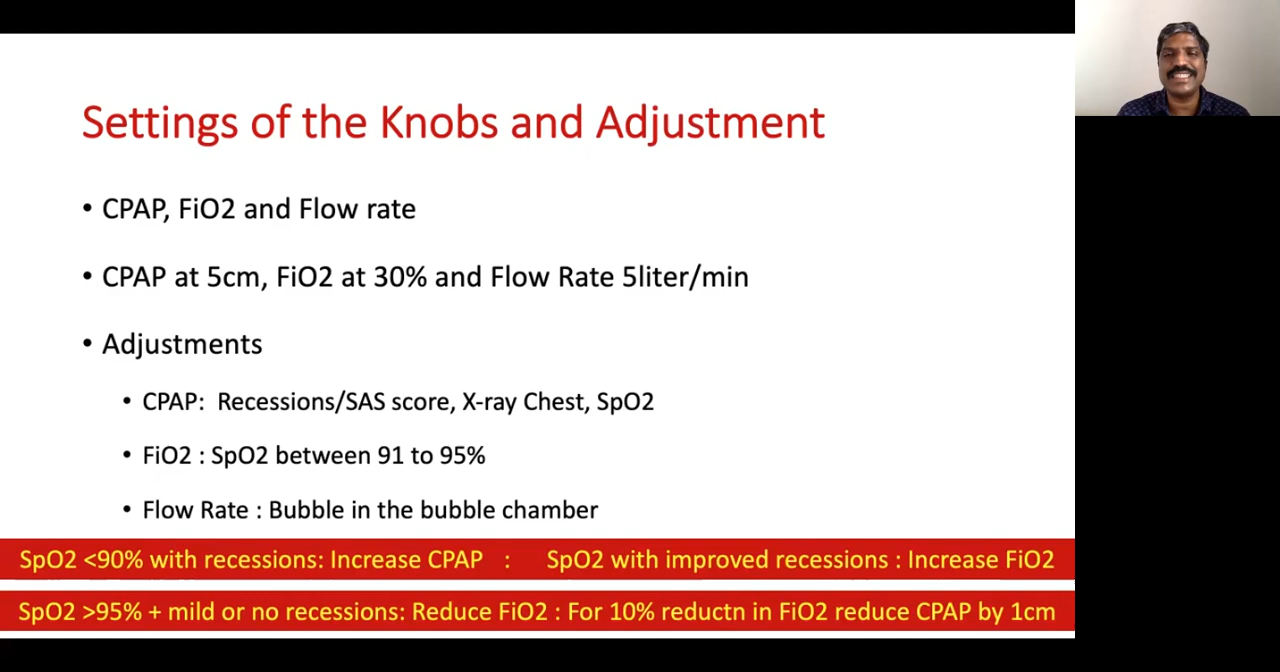 Settings of the Knobs and Adjustment
• CPAP, FiO2 and Flow rate
• CPAP at 5cm, FiO2 at 30% and Flow Rate 5liter/min
• Adjustments
• CPAP: Recessions/SAS score, X-ray Chest, SpO2
• FiO2 : SpO2 between 91 to 95%
• Flow Rate : Bubble in the bubble chamber
SpO2 <90% with recessions: Increase CPAP : SpO2 with improved recessions : Increase FiO2
SpO2 >95% + mild or no recessions: Reduce FiO2 : For 10% reductn in FiO2 reduce CPAP by 1cm